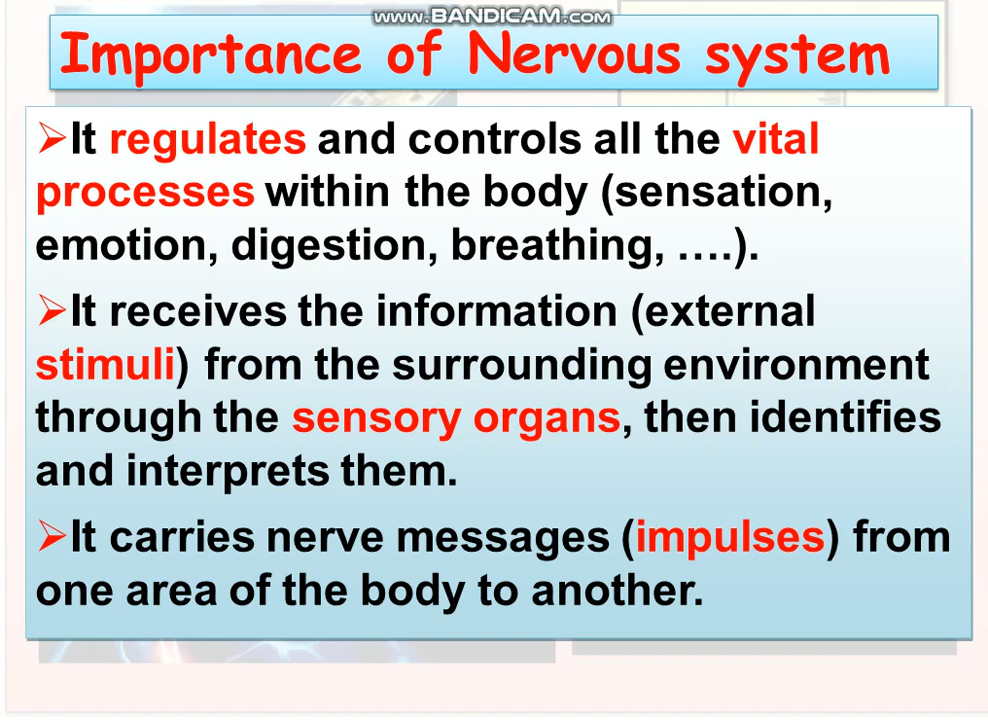 www.BANDICAM.com
Importance of Nervous system
➢It regulates and controls all the vital
processes within the body (sensation,
emotion, digestion, breathing, ….).
➢It receives the information (external
stimuli) from the surrounding environment
through the sensory organs, then identifies
and interprets them.
➢It carries nerve messages (impulses) from
one area of the body to another.